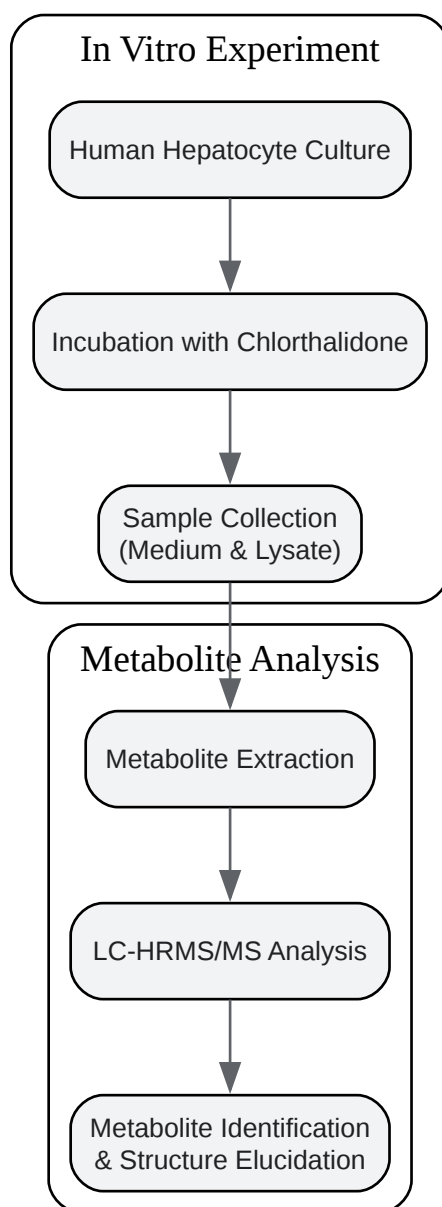 In Vitro Experiment
Human Hepatocyte Culture
Incubation with Chlorthalidone
Sample Collection
(Medium & Lysate)
Metabolite Analysis
Metabolite Extraction
LC-HRMS/MS Analysis
Metabolite Identification
& Structure Elucidation